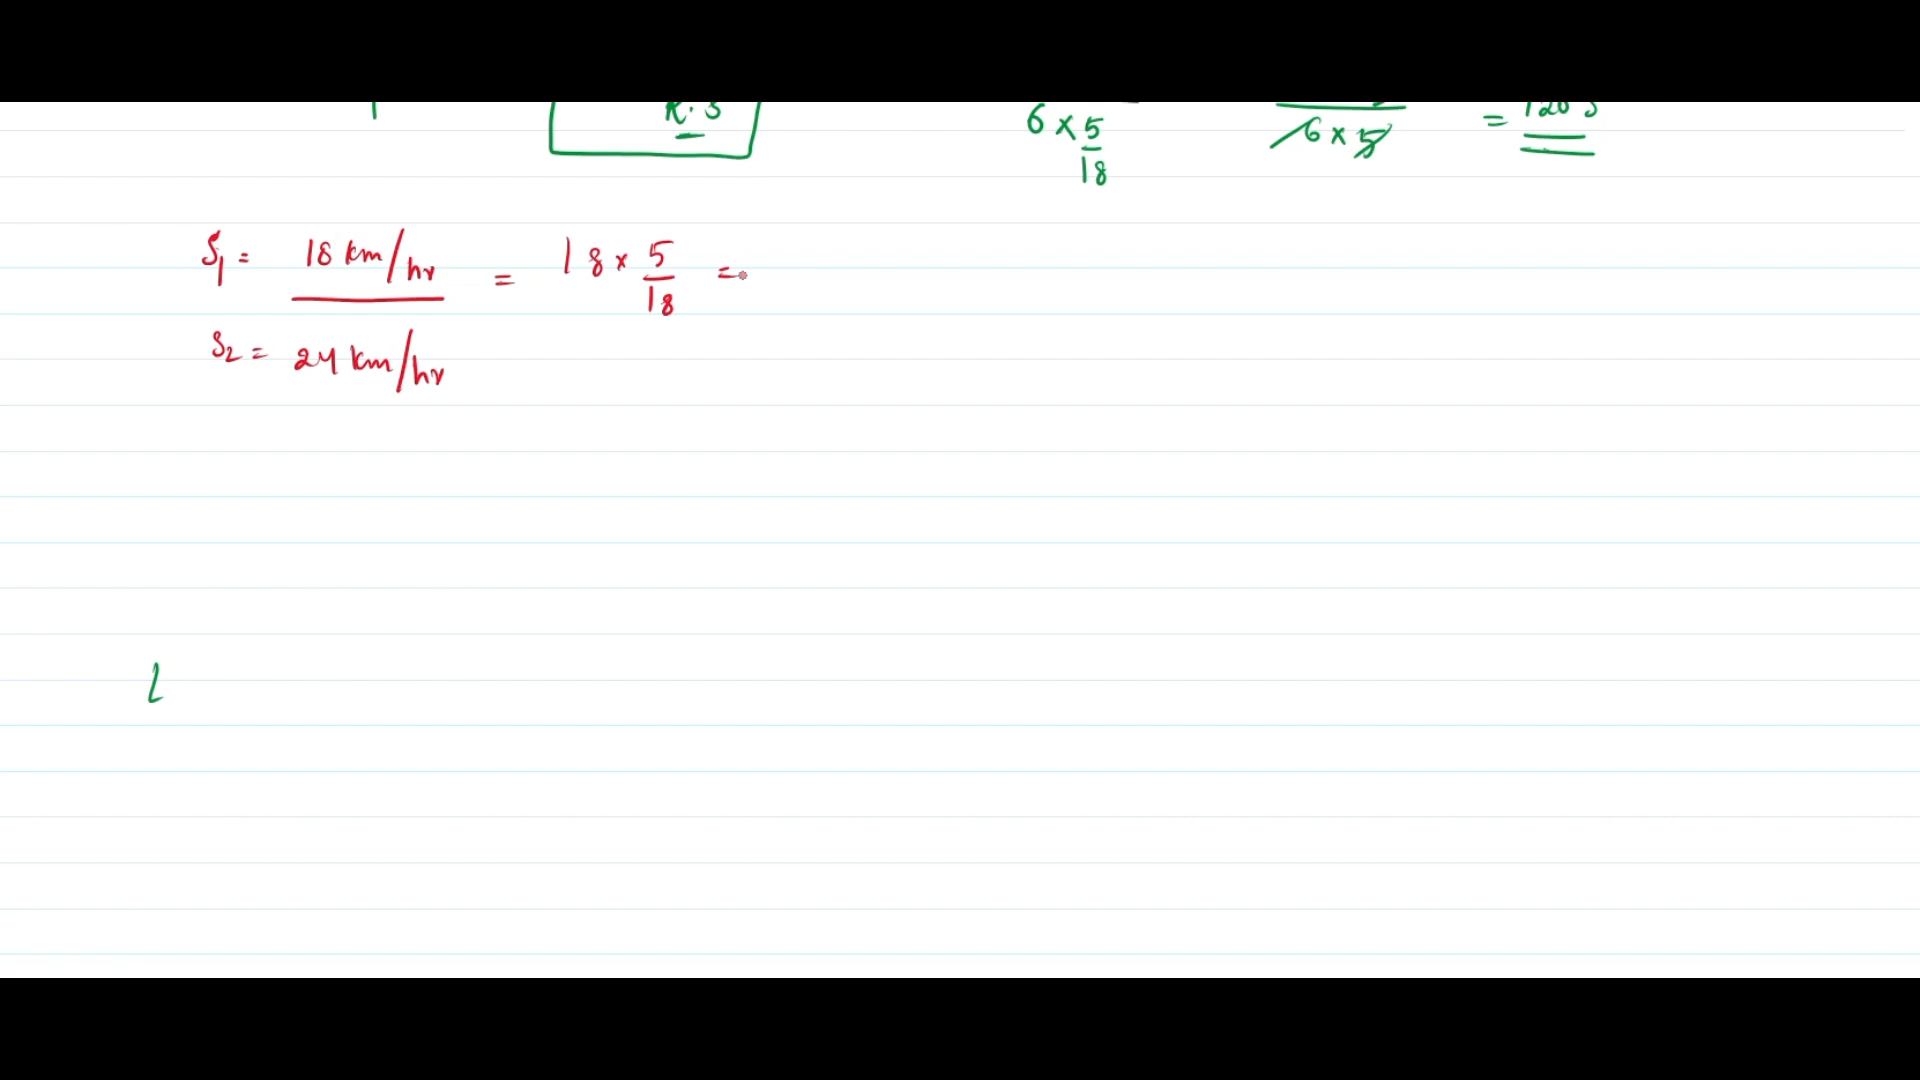 R.S
6 × 5/18
6 × 5
= 120 s
S1 = 18 km/hr = 18 × 5/18 =
S2 = 24 km/hr
L